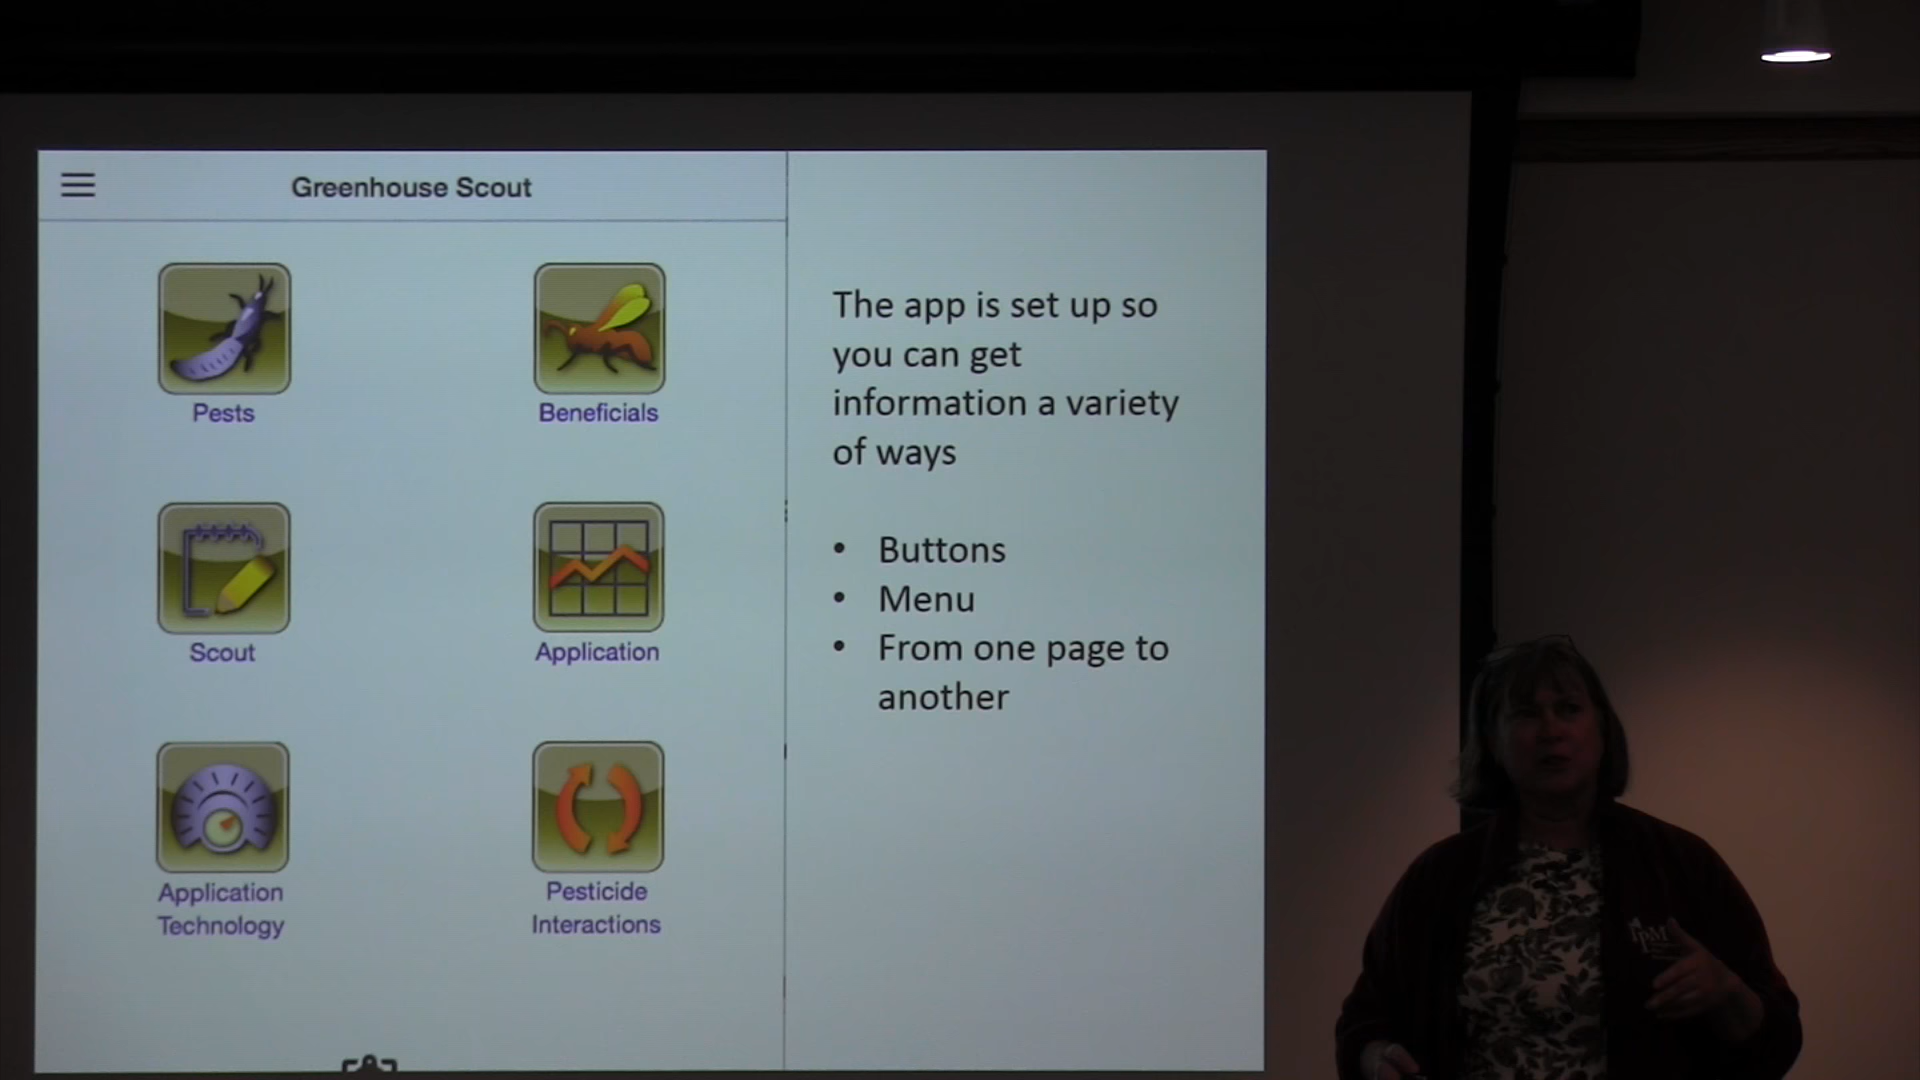 Greenhouse Scout
Pests
Beneficials
Scout
Application
Application
Technology
Pesticide
Interactions
The app is set up so
you can get
information a variety
of ways
• Buttons
• Menu
• From one page to
another